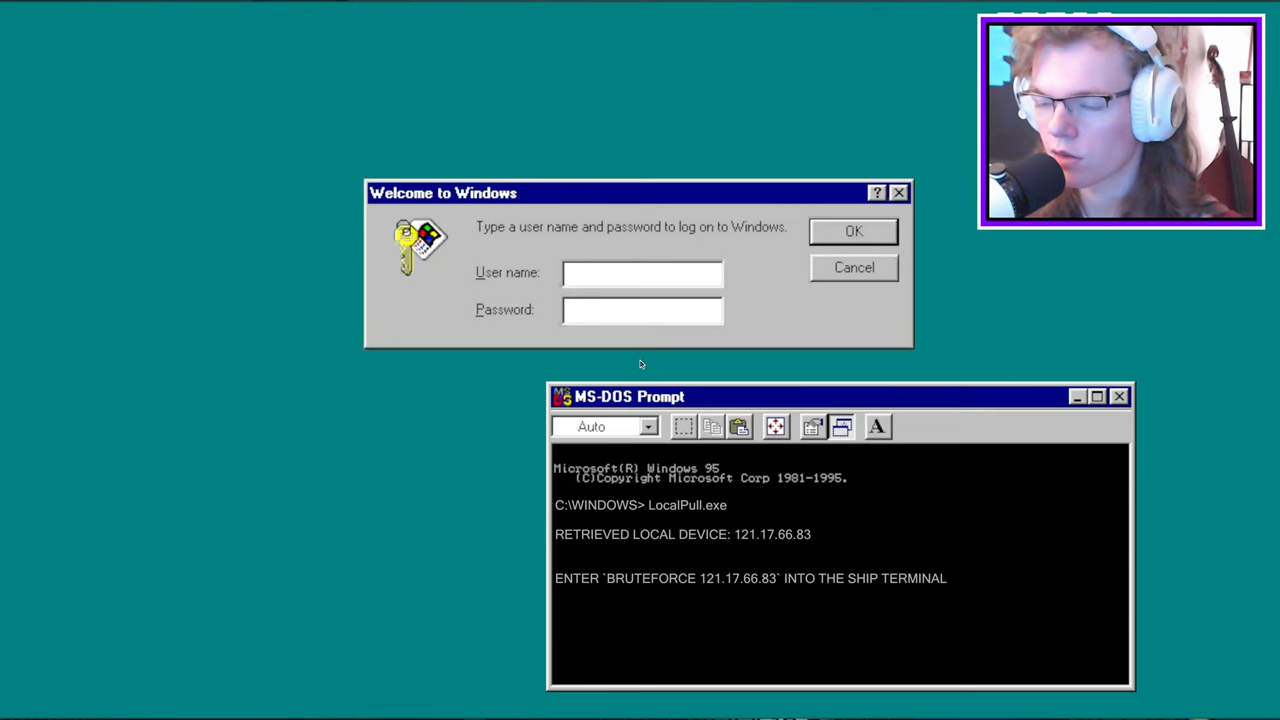 Welcome to Windows
Type a user name and password to log on to Windows.
OK
User name:
Cancel
Password:
MS-DOS Prompt
Auto
A
Microsoft(R) Windows 95
(C)Copyright Microsoft Corp 1981-1995.
C:\WINDOWS> LocalPull.exe
RETRIEVED LOCAL DEVICE: 121.17.66.83
ENTER `BRUTEFORCE 121.17.66.83` INTO THE SHIP TERMINAL